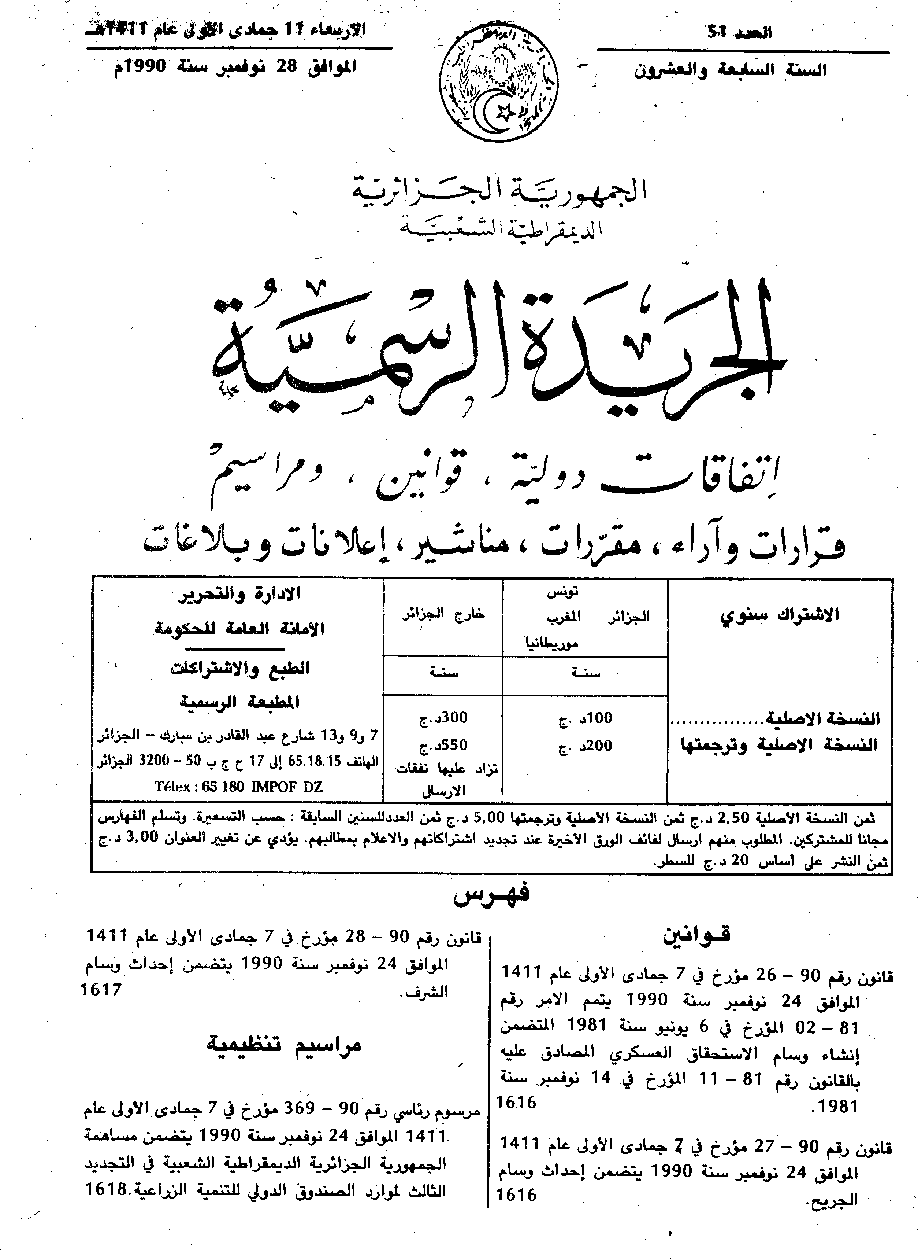 العدد 51
السنة السابعة والعشرون
الأربعاء 11 جمادى الأولى عام 1411هـ
الموافق 28 نوفمبر سنة 1990م
الجمهورية الجزائرية
الديمقراطية الشعبية
الجريدة الرسمية
إتفاقات دولية ، قوانين ، ومراسيم
قرارات وآراء ، مقررات ، مناشير ، إعلانات وبلاغات
الاشتراك سنوي
النسخة الاصلية...............
النسخة الاصلية وترجمتها
تونس
الجزائر المغرب
موريطانيا
سنة
100د .ج
200د .ج
خارج الجزائر
سنة
300د.ج
550د.ج
تزاد عليها نفقات
الارسال
الادارة والتحرير
الأمانة العامة للحكومة
الطبع والاشتراكات
المطبعة الرسمية
7 و9 و13 شارع عبد القادر بن مبارك – الجزائر
الهاتف 65.18.15 إلى 17 ح ج ب 50 – 3200 الجزائر
Télex : 65 180 IMPOF DZ
ثمن النسخة الاصلية 2,50 د.ج ثمن النسخة الاصلية وترجمتها 5,00 د.ج ثمن العدد للسنين السابقة : حسب التسعيرة. وتسلم الفهارس
مجانا للمشتركين. المطلوب منهم ارسال لفائف الورق الأخيرة عند تجديد اشتراكاتهم والاعلام بمطالبهم. يؤدي عن تغيير العنوان 3,00 د.ج
ثمن النشر على أساس 20 د.ج للسطر.
فهرس
قوانين
قانون رقم 90 – 26 مؤرخ في 7 جمادى الأولى عام 1411
الموافق 24 نوفمبر سنة 1990 يتمم الامر رقم
81 – 02 المؤرخ في 6 يونيو سنة 1981 المتضمن
إنشاء وسام الاستحقاق العسكري المصادق عليه
بالقانون رقم 81 – 11 المؤرخ في 14 نوفمبر سنة
1981. 1616
قانون رقم 90 – 27 مؤرخ في 7 جمادى الأولى عام 1411
الموافق 24 نوفمبر سنة 1990 يتضمن إحداث وسام
الجريح. 1616
قانون رقم 90 – 28 مؤرخ في 7 جمادى الأولى عام 1411
الموافق 24 نوفمبر سنة 1990 يتضمن إحداث وسام
الشرف. 1617
مراسيم تنظيمية
مرسوم رئاسي رقم 90 – 369 مؤرخ في 7 جمادى الأولى عام
1411 الموافق 24 نوفمبر سنة 1990 يتضمن مساهمة
الجمهورية الجزائرية الديمقراطية الشعبية في التجديد
الثالث لموارد الصندوق الدولي للتنمية الزراعية. 1618